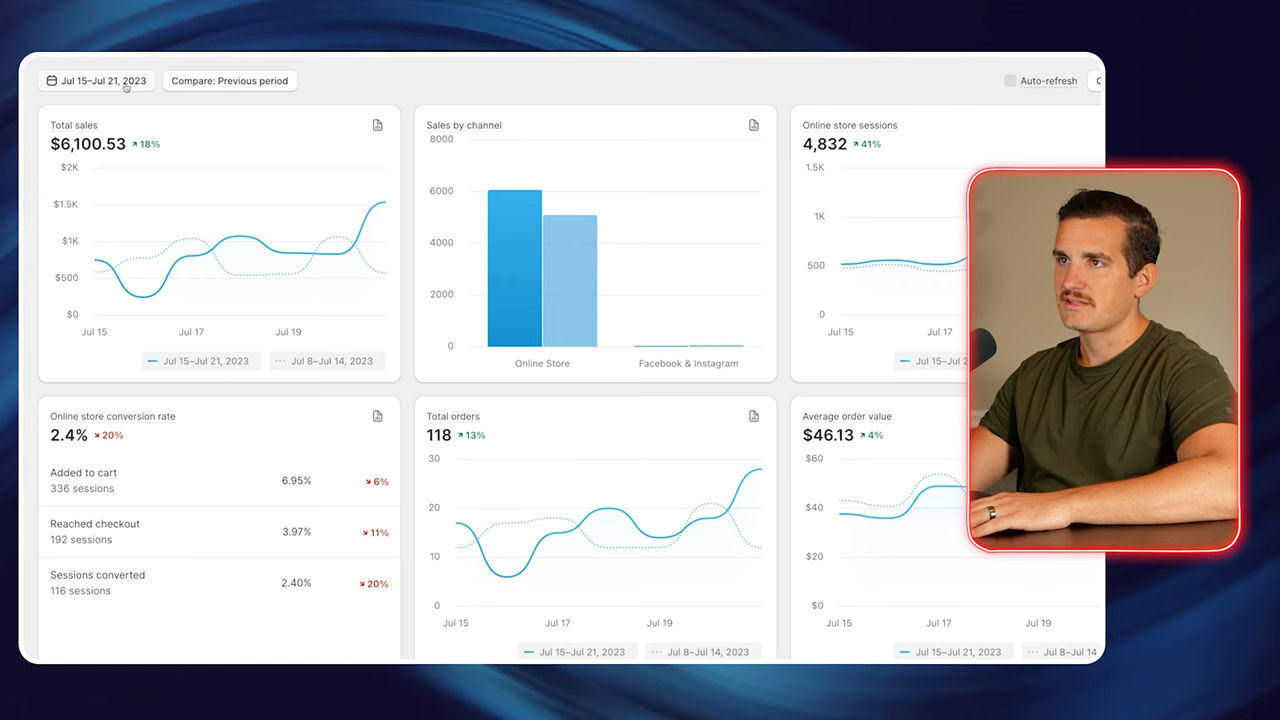 Jul 15–Jul 21, 2023 Compare: Previous period Auto-refresh
Total sales
$6,100.53 18%
$2K
$1.5K
$1K
$500
$0
Jul 15 Jul 17 Jul 19
Jul 15–Jul 21, 2023 Jul 8–Jul 14, 2023
Sales by channel
8000
6000
4000
2000
0
Online Store Facebook & Instagram
Online store sessions
4,832 41%
1.5K
1K
500
0
Jul 15 Jul 17
Jul 15–Jul 2
Online store conversion rate
2.4% 20%
Added to cart
336 sessions
6.95% 6%
Reached checkout
192 sessions
3.97% 11%
Sessions converted
116 sessions
2.40% 20%
Total orders
118 13%
30
20
10
0
Jul 15 Jul 17 Jul 19
Jul 15–Jul 21, 2023 Jul 8–Jul 14, 2023
Average order value
$46.13 4%
$60
$40
$20
$0
Jul 15 Jul 17 Jul 19
Jul 15–Jul 21, 2023 Jul 8–Jul 14